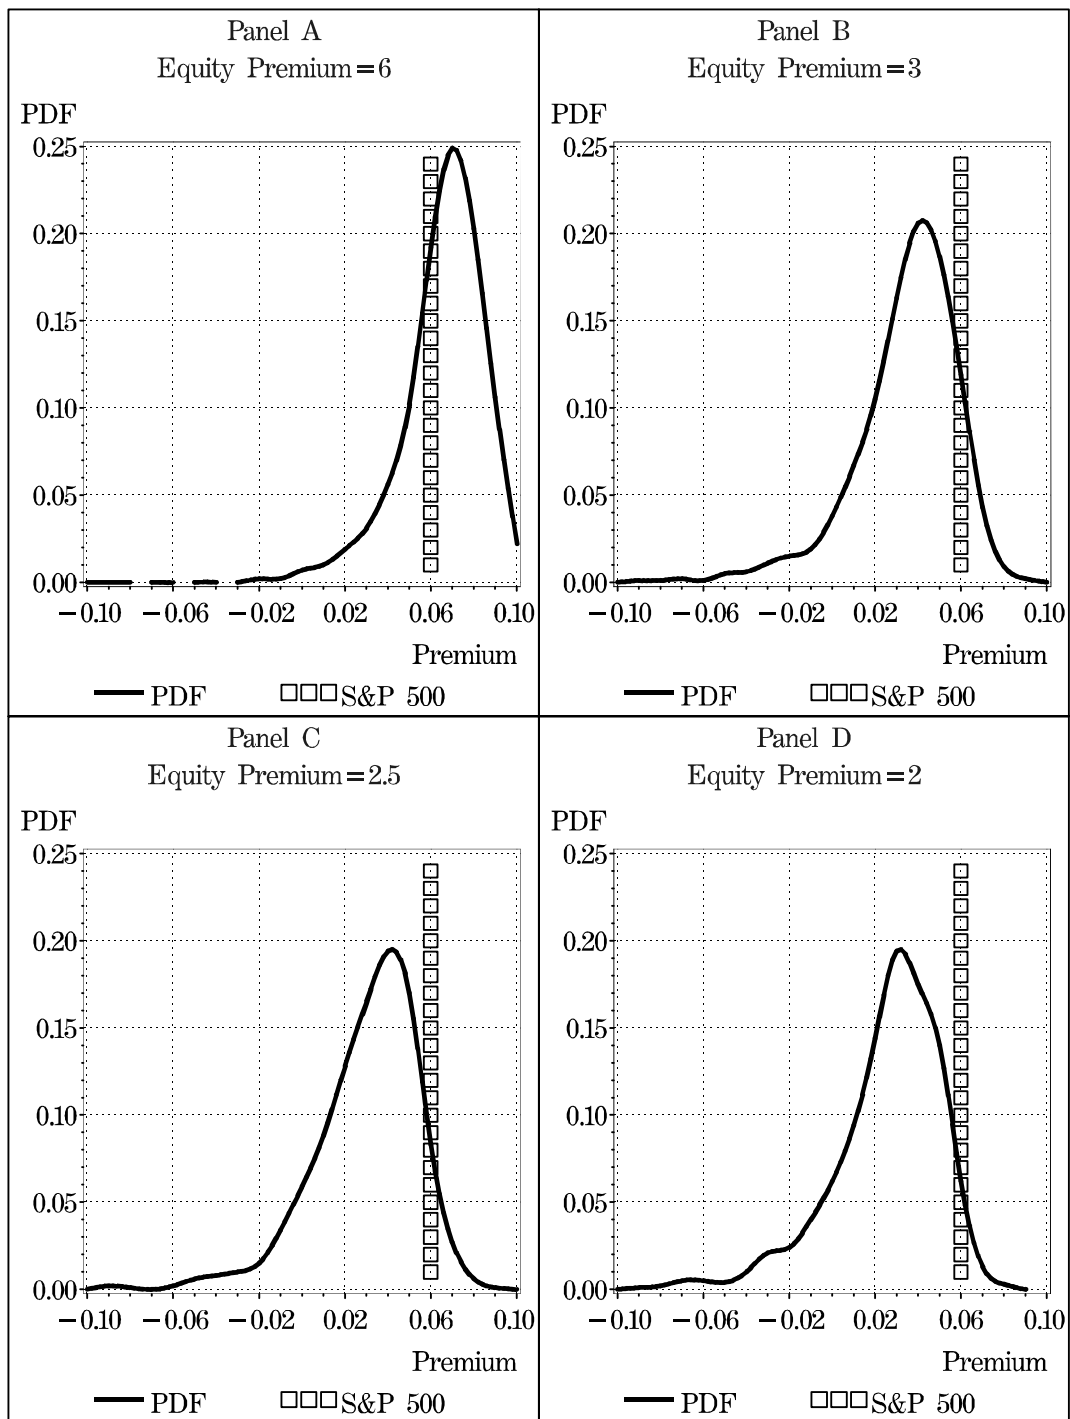 Panel A
Equity Premium=6
PDF
0.25
0.20
0.15
0.10
0.05
0.00
−0.10 −0.06 −0.02 0.02 0.06 0.10
Premium
PDF S&P 500
Panel B
Equity Premium=3
PDF
0.25
0.20
0.15
0.10
0.05
0.00
−0.10 −0.06 −0.02 0.02 0.06 0.10
Premium
PDF S&P 500
Panel C
Equity Premium=2.5
PDF
0.25
0.20
0.15
0.10
0.05
0.00
−0.10 −0.06 −0.02 0.02 0.06 0.10
Premium
PDF S&P 500
Panel D
Equity Premium=2
PDF
0.25
0.20
0.15
0.10
0.05
0.00
−0.10 −0.06 −0.02 0.02 0.06 0.10
Premium
PDF S&P 500